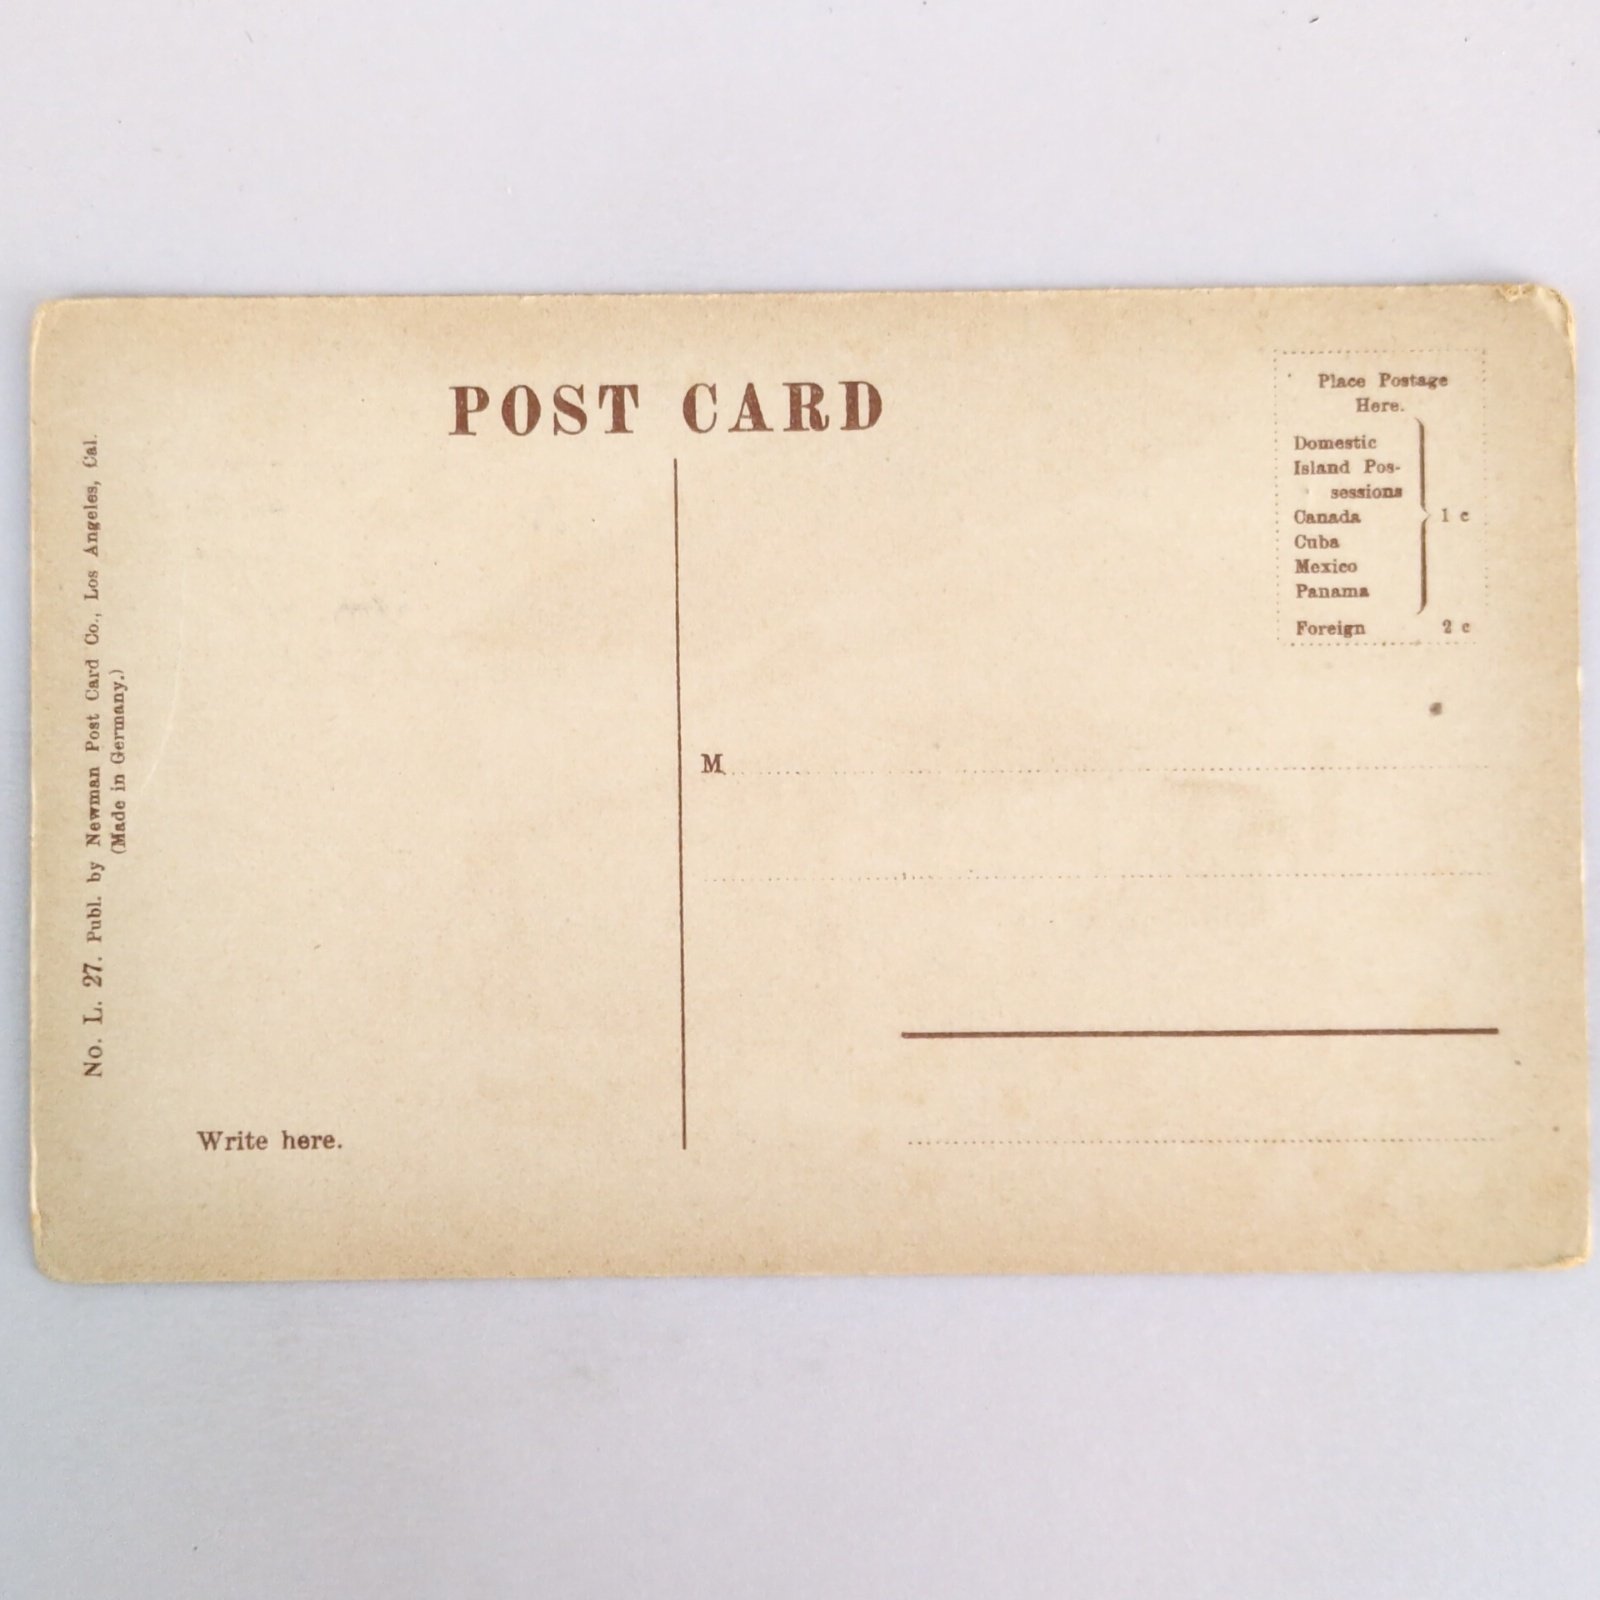 POST CARD
Place Postage
Here.
Domestic
Island Pos-
sessions
Canada 1 c
Cuba
Mexico
Panama
Foreign 2 c
No. L. 27. Publ. by Newman Post Card Co., Los Angeles, Cal.
(Made in Germany.)
M
Write here.